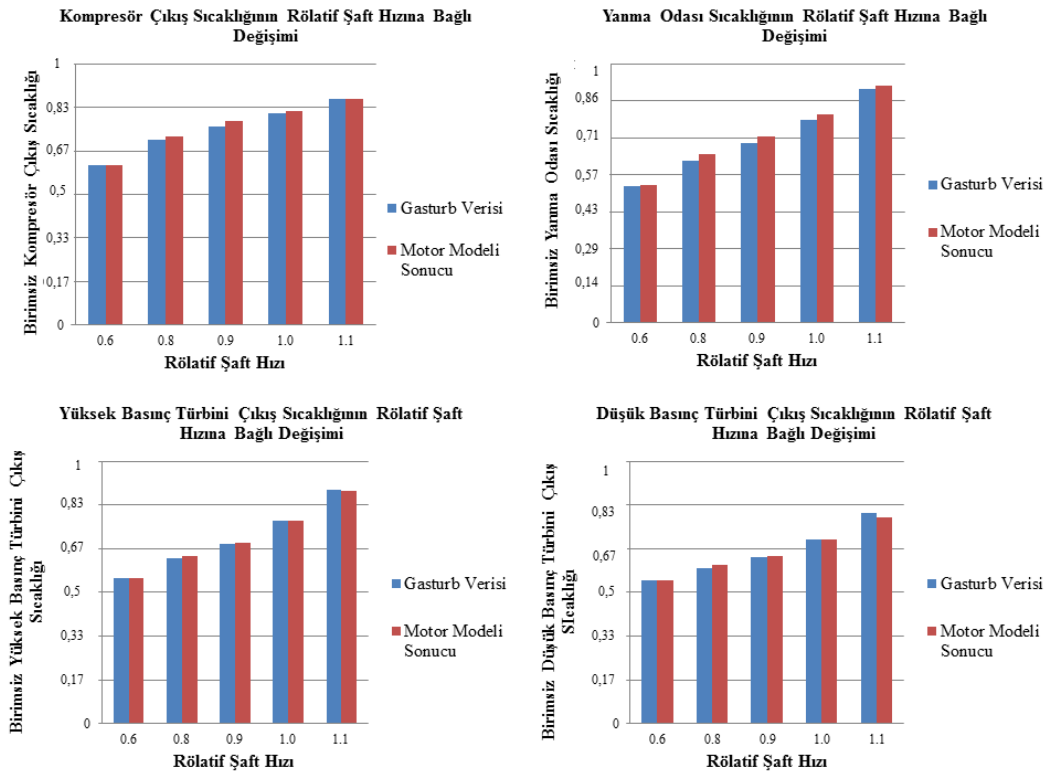 Kompresör Çıkış Sıcaklığının Rölatif Şaft Hızına Bağlı
Değişimi
Birimsiz Kompresör Çıkış Sıcaklığı
1
0,83
0,67
0,5
0,33
0,17
0
0.6 0.8 0.9 1.0 1.1
Rölatif Şaft Hızı
Gasturb Verisi
Motor Modeli
Sonucu
Yanma Odası Sıcaklığının Rölatif Şaft Hızına Bağlı
Değişimi
Birimsiz Yanma Odası Sıcaklığı
1
0,86
0,71
0,57
0,43
0,29
0,14
0
0.6 0.8 0.9 1.0 1.1
Rölatif Şaft Hızı
Gasturb Verisi
Motor Modeli
Sonucu
Yüksek Basınç Türbini Çıkış Sıcaklığının Rölatif Şaft
Hızına Bağlı Değişimi
Birimsiz Yüksek Basınç Türbini Çıkış
Sıcaklığı
1
0,83
0,67
0,5
0,33
0,17
0
0.6 0.8 0.9 1.0 1.1
Rölatif Şaft Hızı
Gasturb Verisi
Motor Modeli
Sonucu
Düşük Basınç Türbini Çıkış Sıcaklığının Rölatif Şaft
Hızına Bağlı Değişimi
Birimsiz Düşük Basınç Türbini Çıkış
SIcaklığı
1
0,83
0,67
0,5
0,33
0,17
0
0.6 0.8 0.9 1.0 1.1
Rölatif Şaft Hızı
Gasturb Verisi
Motor Modeli
Sonucu